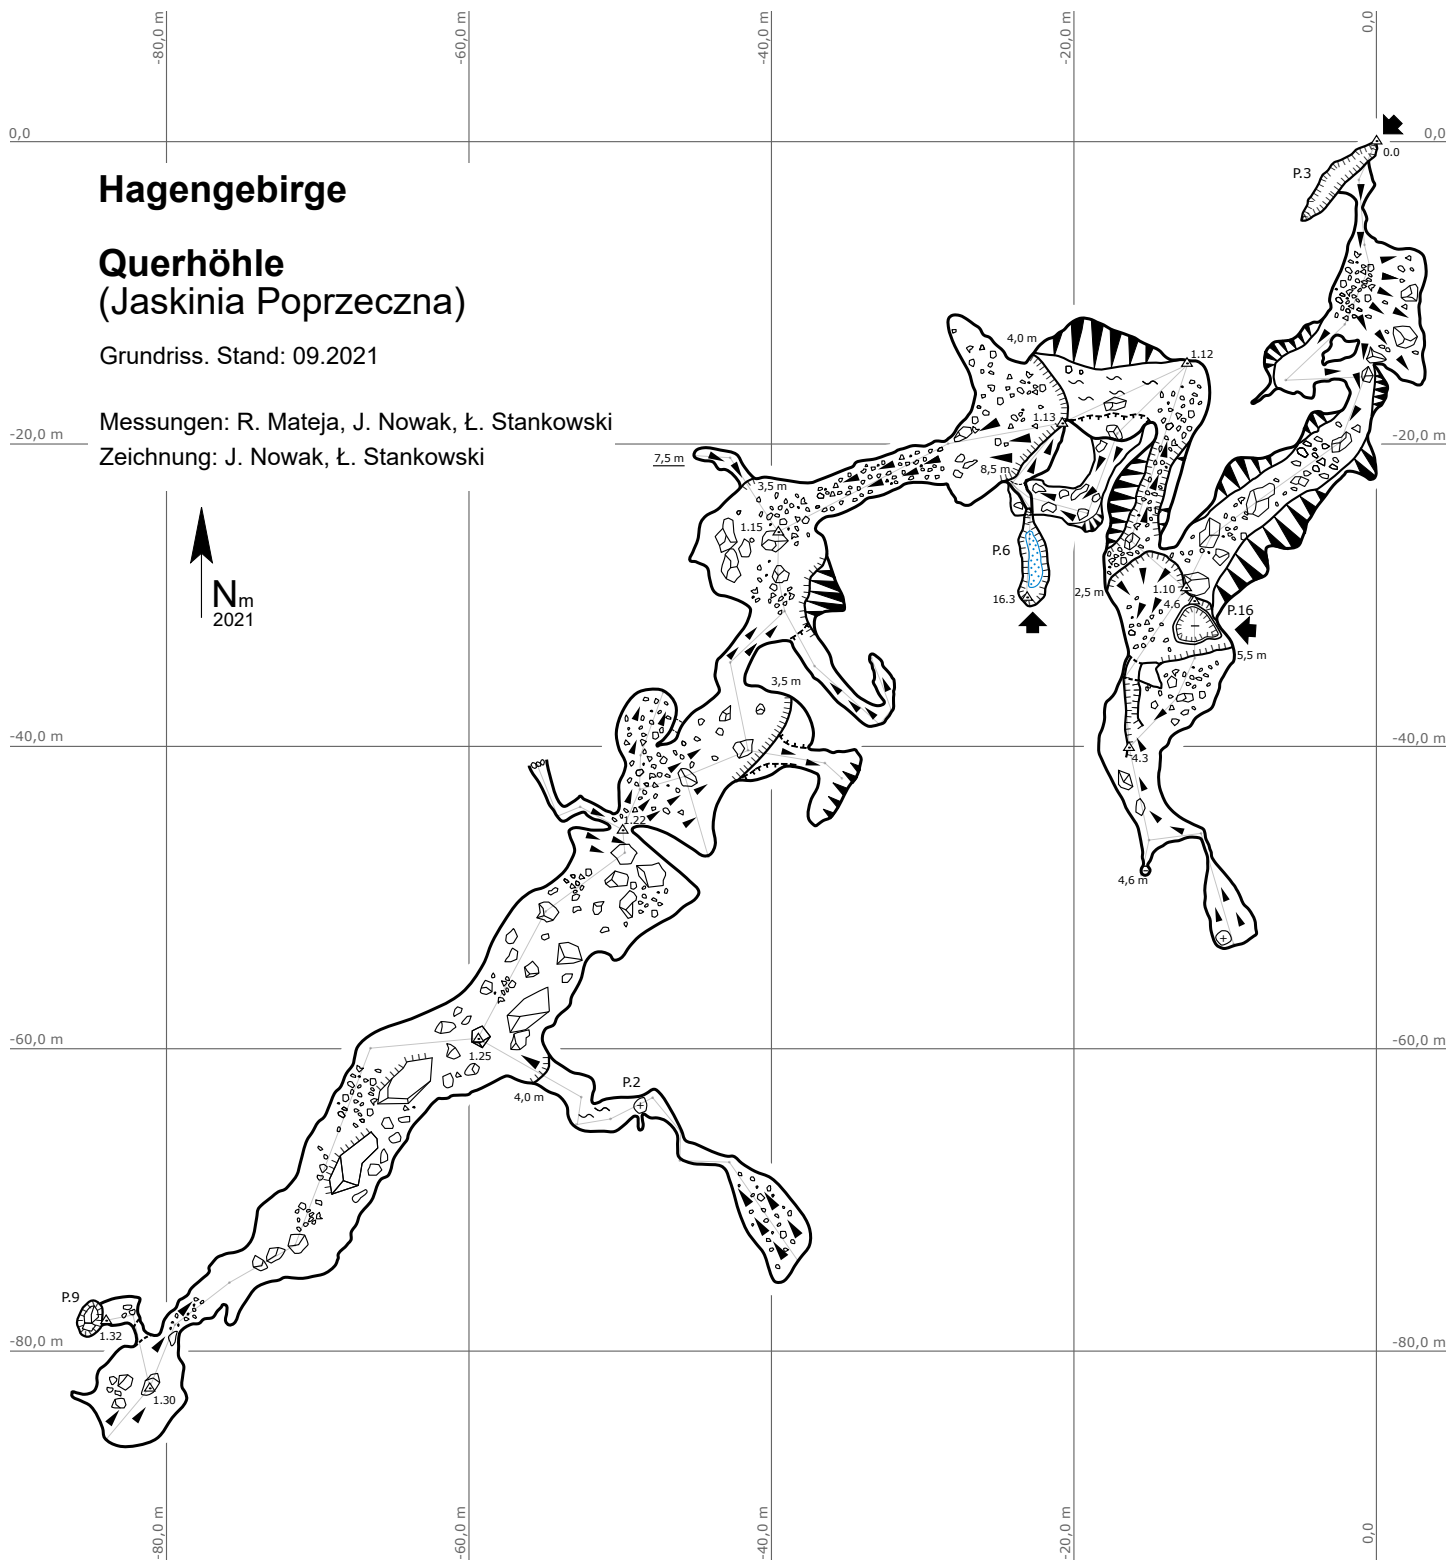 -80,0 m
-60,0 m
-40,0 m
-20,0 m
0,0
0,0
0,0
0.0
P.3
Hagengebirge
Querhöhle
(Jaskinia Poprzeczna)
Grundriss. Stand: 09.2021
Messungen: R. Mateja, J. Nowak, Ł. Stankowski
Zeichnung: J. Nowak, Ł. Stankowski
4,0 m
1.12
1.13
-20,0 m
-20,0 m
7,5 m
8,5 m
3,5 m
1.15
P.6
2,5 m
1.10
16.3
4.6
P.16
Nm
2021
5,5 m
3,5 m
-40,0 m
-40,0 m
4.3
1.22
4,6 m
-60,0 m
-60,0 m
1.25
P.2
4,0 m
P.9
1.32
-80,0 m
-80,0 m
1.30
-80,0 m
-60,0 m
-40,0 m
-20,0 m
0,0